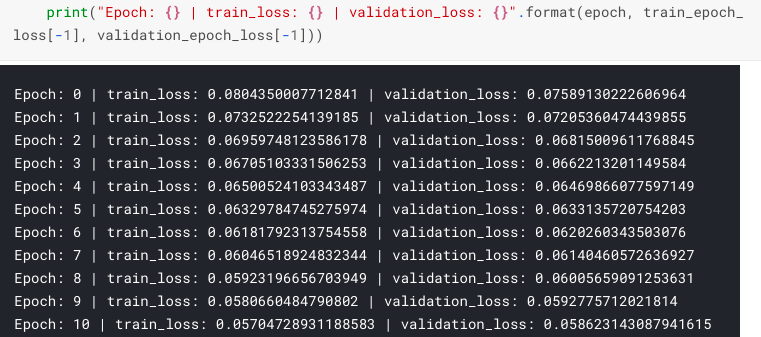 print("Epoch: {} | train_loss: {} | validation_loss: {}".format(epoch, train_epoch_
loss[-1], validation_epoch_loss[-1]))
Epoch: 0 | train_loss: 0.0804350007712841 | validation_loss: 0.07589130222606964
Epoch: 1 | train_loss: 0.0732522254139185 | validation_loss: 0.07205360474439855
Epoch: 2 | train_loss: 0.06959748123586178 | validation_loss: 0.06815009611768845
Epoch: 3 | train_loss: 0.06705103331506253 | validation_loss: 0.0662213201149584
Epoch: 4 | train_loss: 0.06500524103343487 | validation_loss: 0.06469866077597149
Epoch: 5 | train_loss: 0.06329784745275974 | validation_loss: 0.0633135720754203
Epoch: 6 | train_loss: 0.06181792313754558 | validation_loss: 0.0620260343503076
Epoch: 7 | train_loss: 0.06046518924832344 | validation_loss: 0.06140460572636927
Epoch: 8 | train_loss: 0.05923196656703949 | validation_loss: 0.06005659091253631
Epoch: 9 | train_loss: 0.0580660484790802 | validation_loss: 0.0592775712021814
Epoch: 10 | train_loss: 0.05704728931188583 | validation_loss: 0.058623143087941615